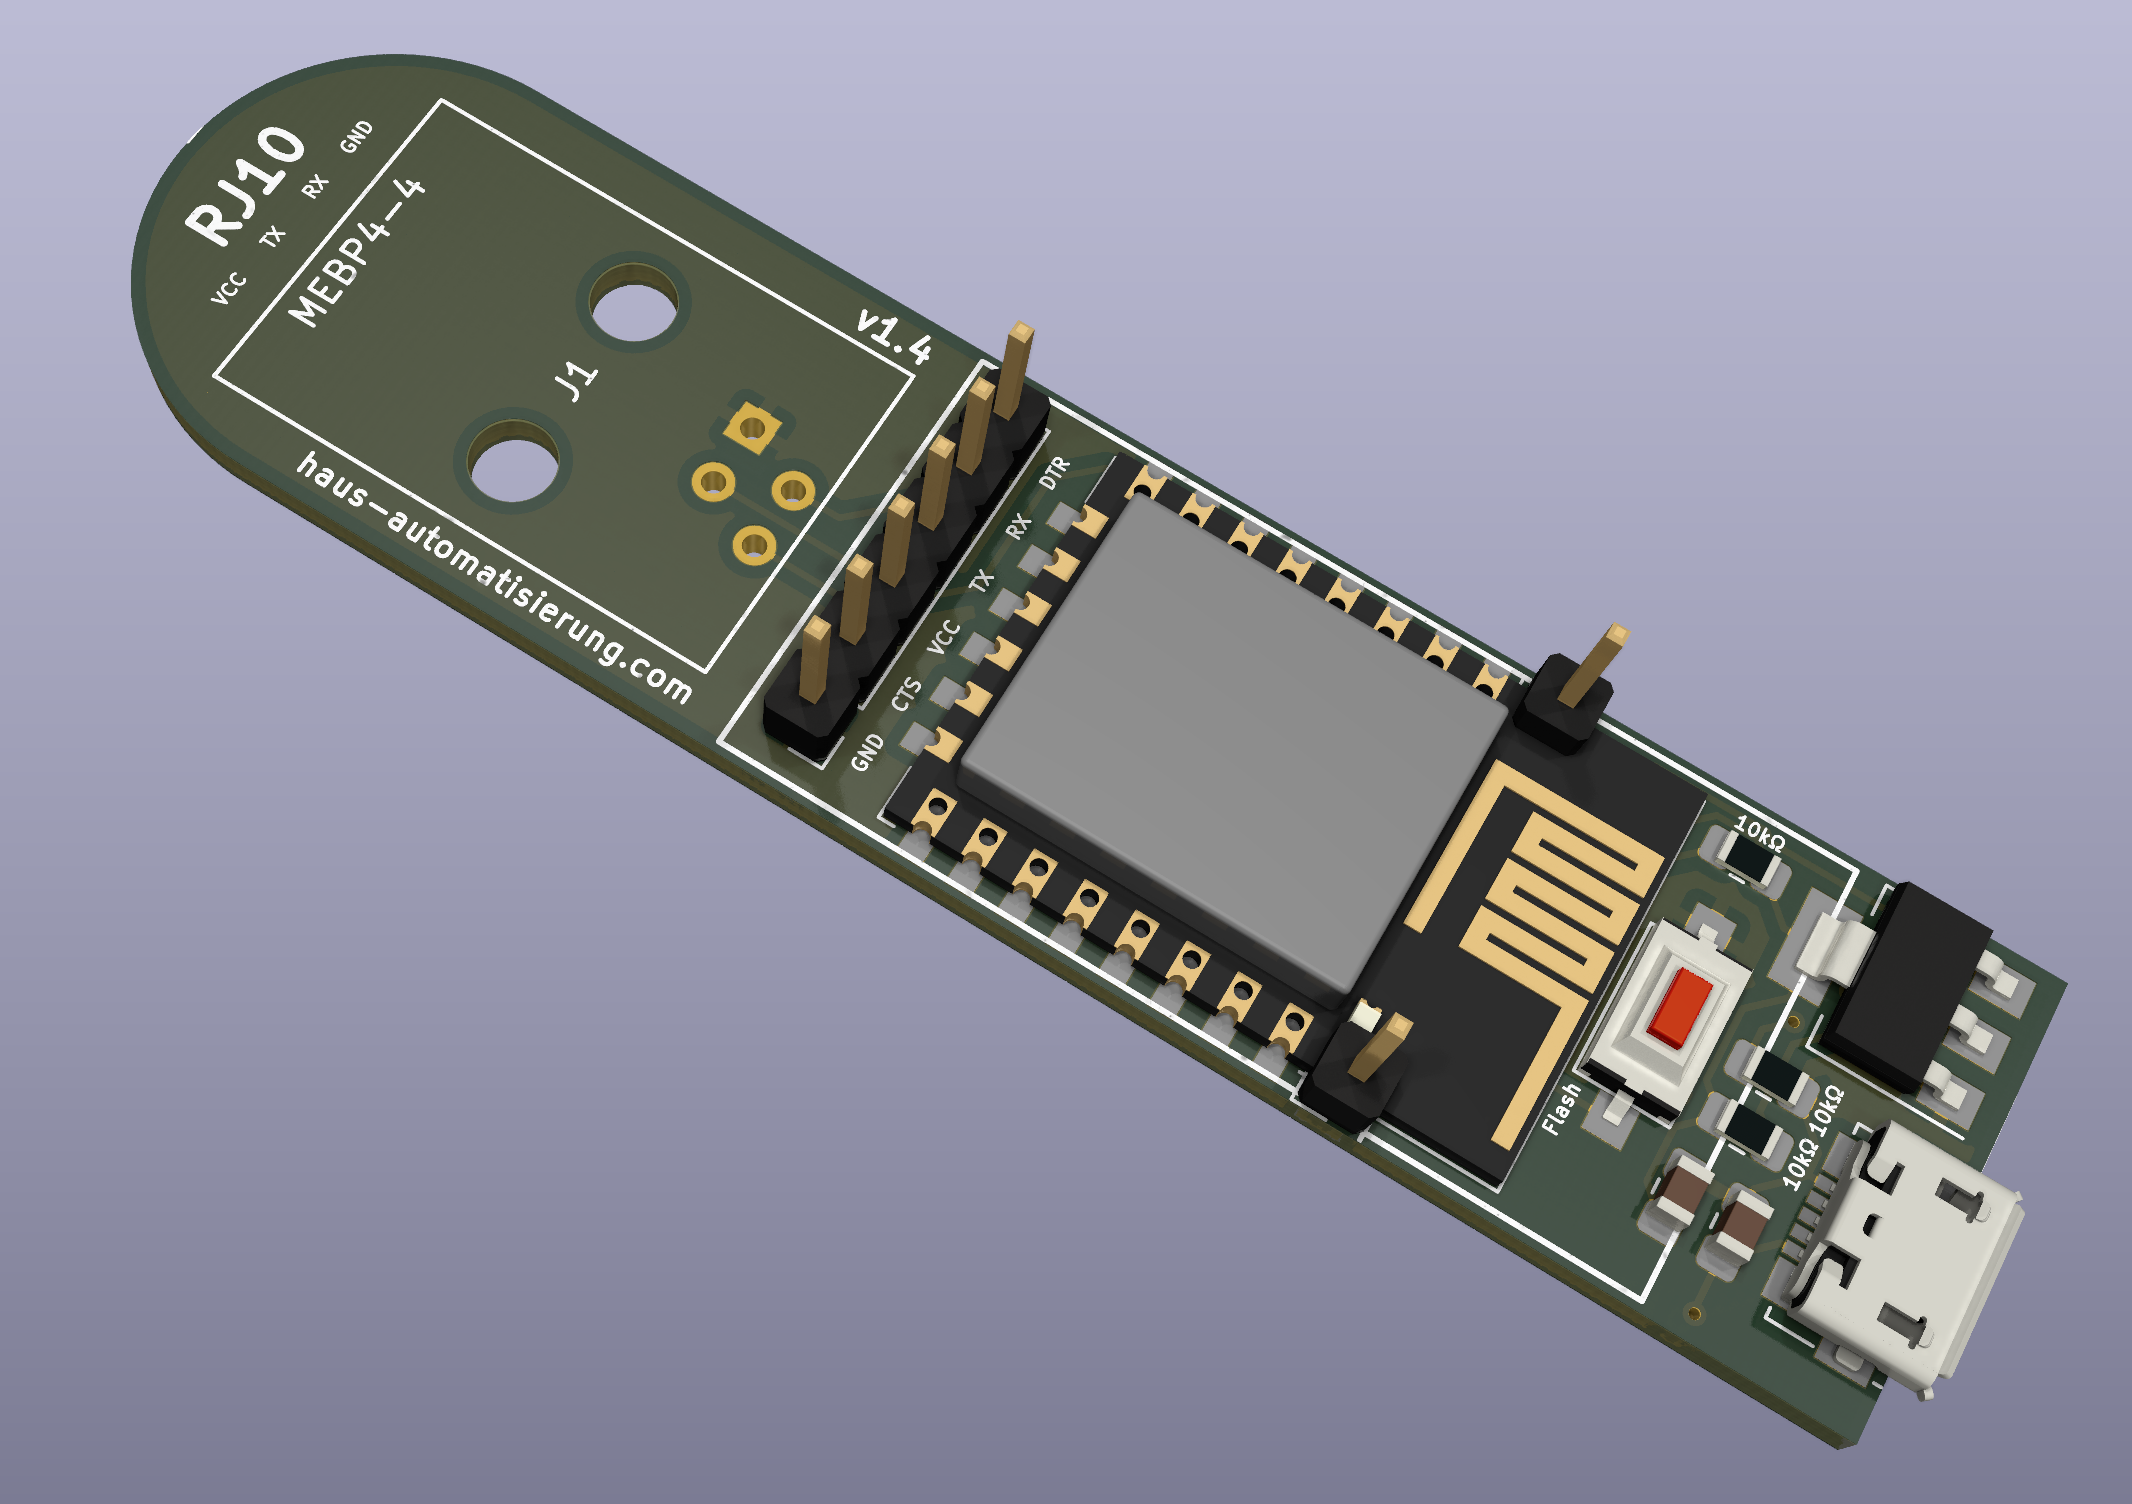 RJ10
VCC
TX
RX
GND
MEBP4-4
J1
v1.4
haus-automatisierung.com
DTR
RX
TX
VCC
CTS
GND
10kΩ
Flash
10kΩ
10kΩ